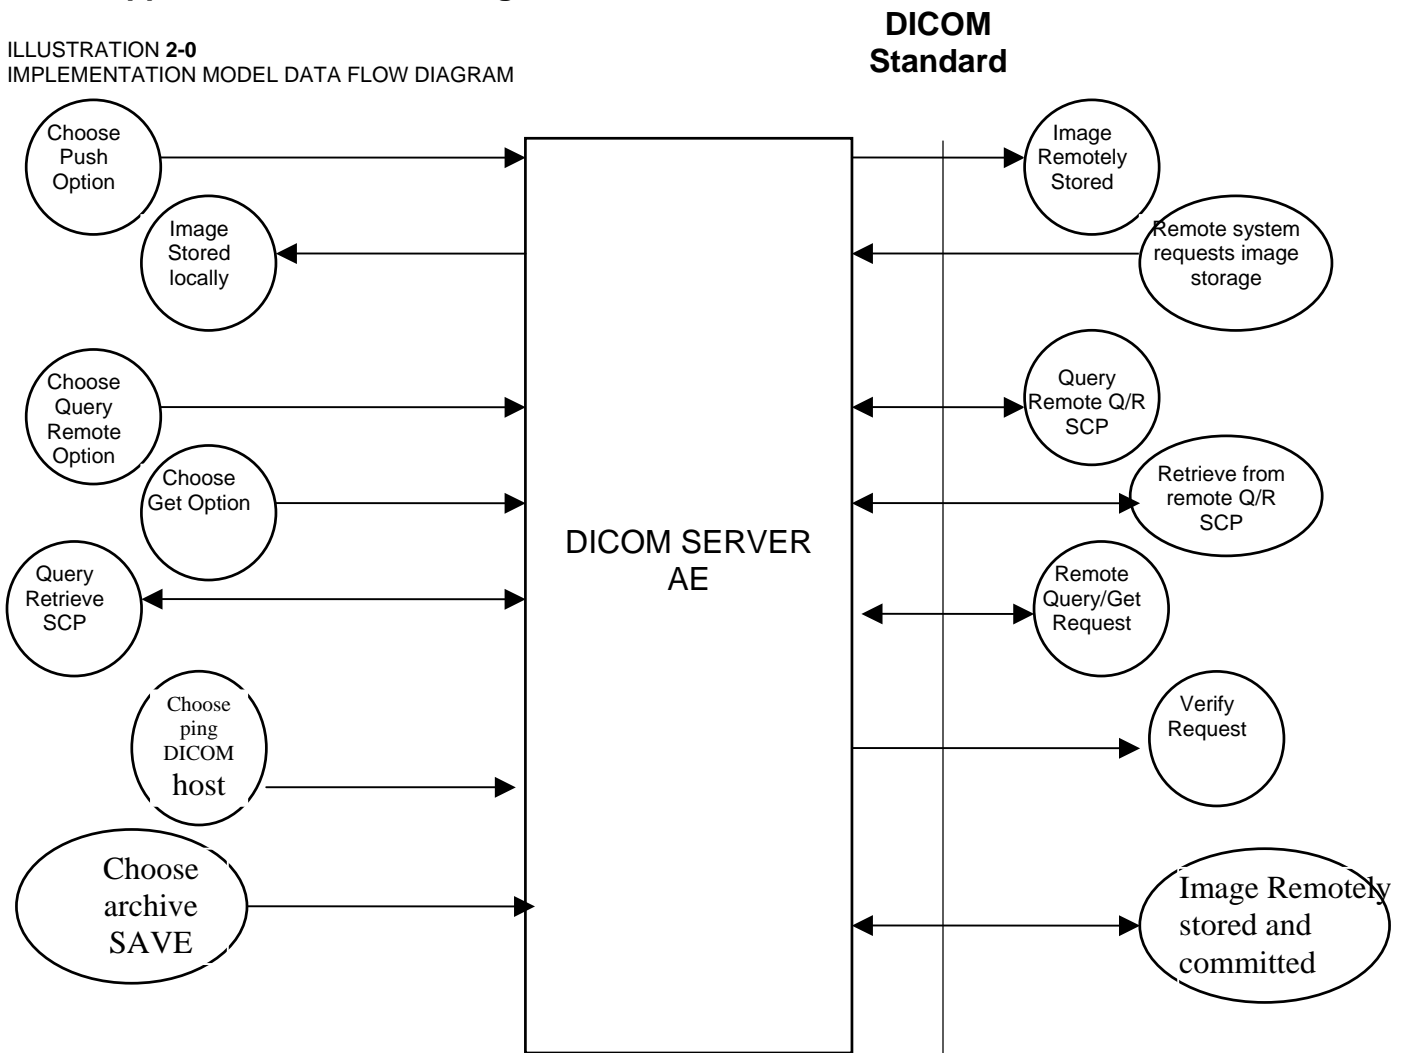 DICOM
Standard
ILLUSTRATION 2-0
IMPLEMENTATION MODEL DATA FLOW DIAGRAM
Choose
Push
Option
Image
Stored
locally
Choose
Query
Remote
Option
Choose
Get Option
Query
Retrieve
SCP
Choose
ping
DICOM
host
Choose
archive
SAVE
DICOM SERVER
AE
Image
Remotely
Stored
Remote system
requests image
storage
Query
Remote Q/R
SCP
Retrieve from
remote Q/R
SCP
Remote
Query/Get
Request
Verify
Request
Image Remotely
stored and
committed